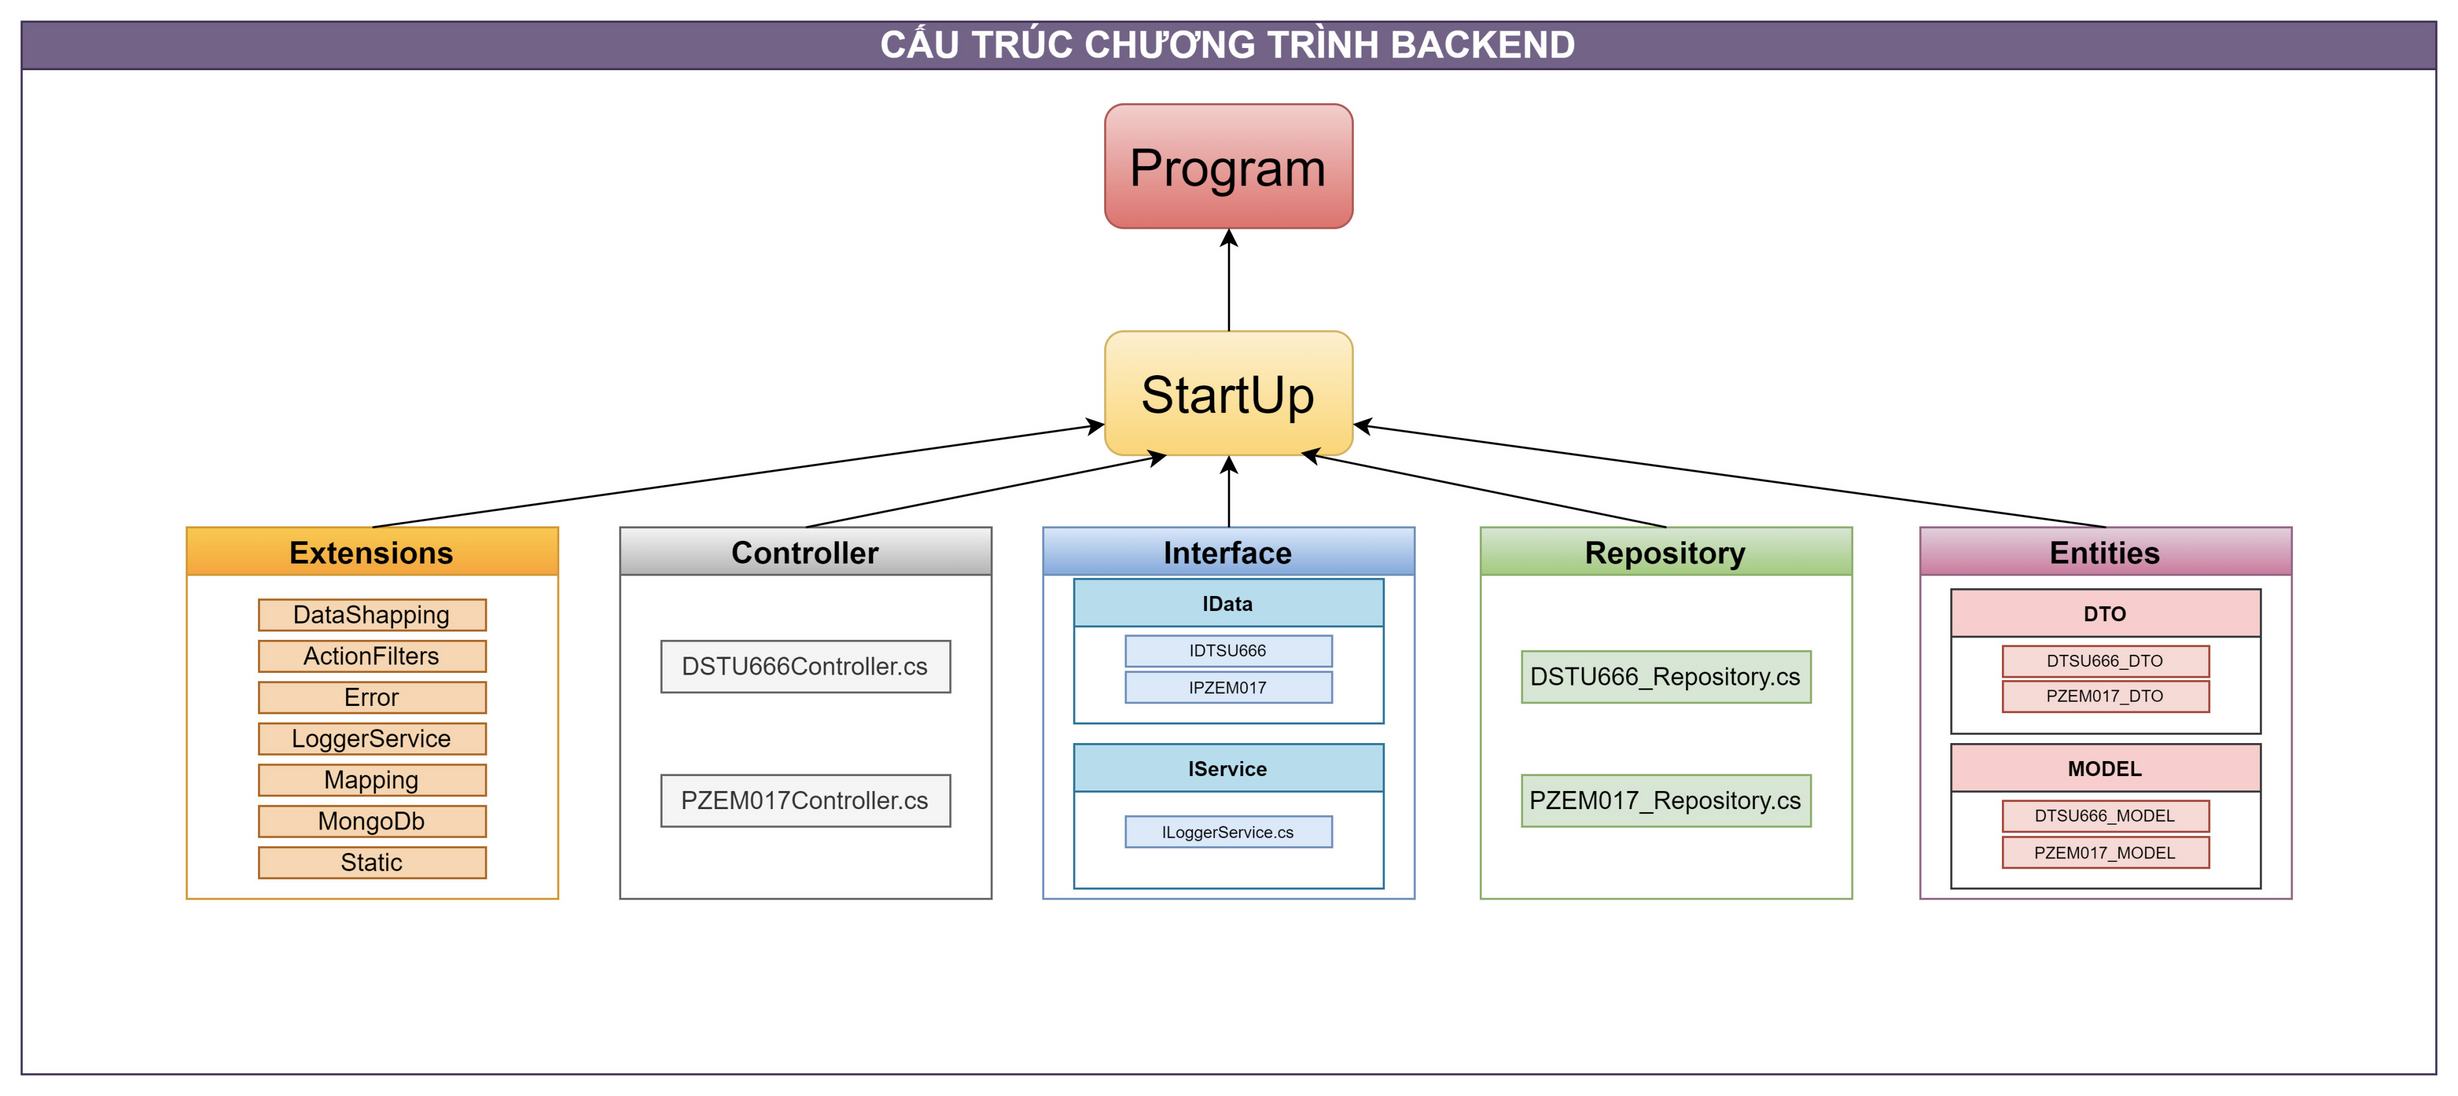 CẤU TRÚC CHƯƠNG TRÌNH BACKEND
Program
StartUp
Extensions
DataShapping
ActionFilters
Error
LoggerService
Mapping
MongoDb
Static
Controller
DSTU666Controller.cs
PZEM017Controller.cs
Interface
IData
IDTSU666
IPZEM017
IService
ILoggerService.cs
Repository
DSTU666_Repository.cs
PZEM017_Repository.cs
Entities
DTO
DTSU666_DTO
PZEM017_DTO
MODEL
DTSU666_MODEL
PZEM017_MODEL